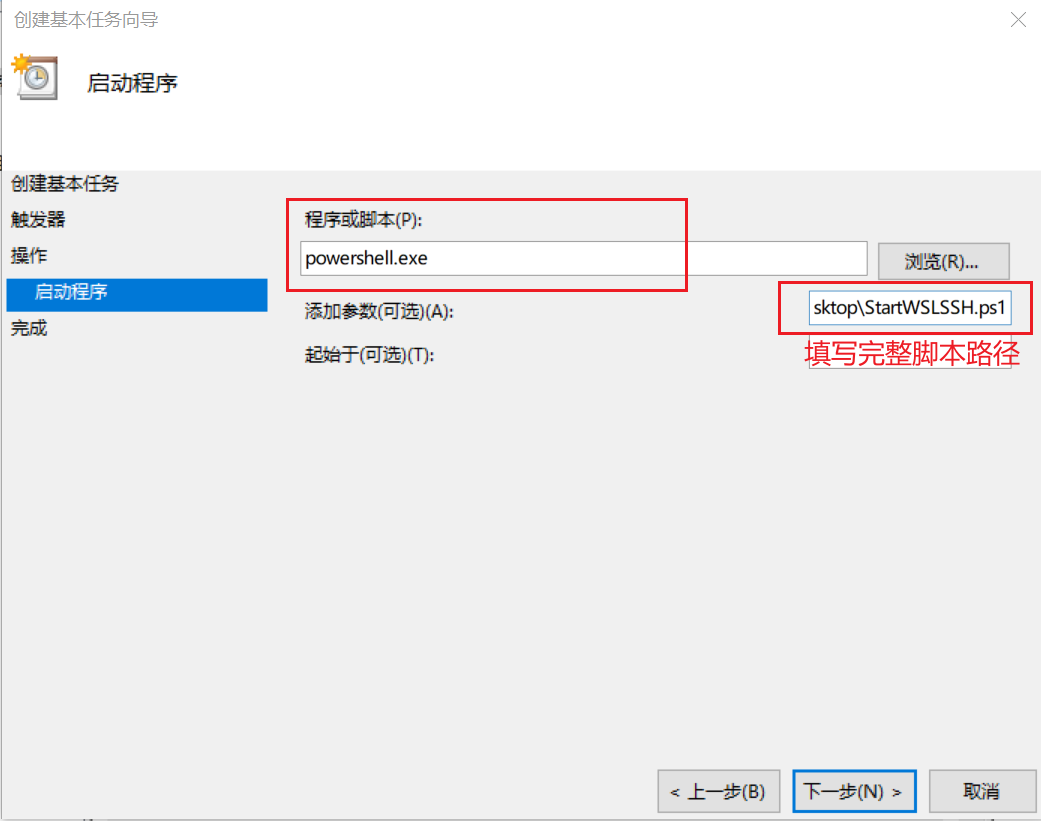 创建基本任务向导
启动程序
创建基本任务
触发器
操作
启动程序
完成
程序或脚本(P):
powershell.exe
浏览(R)...
添加参数(可选)(A):
sktop\StartWSLSSH.ps1
起始于(可选)(T):
填写完整脚本路径
< 上一步(B)
下一步(N) >
取消